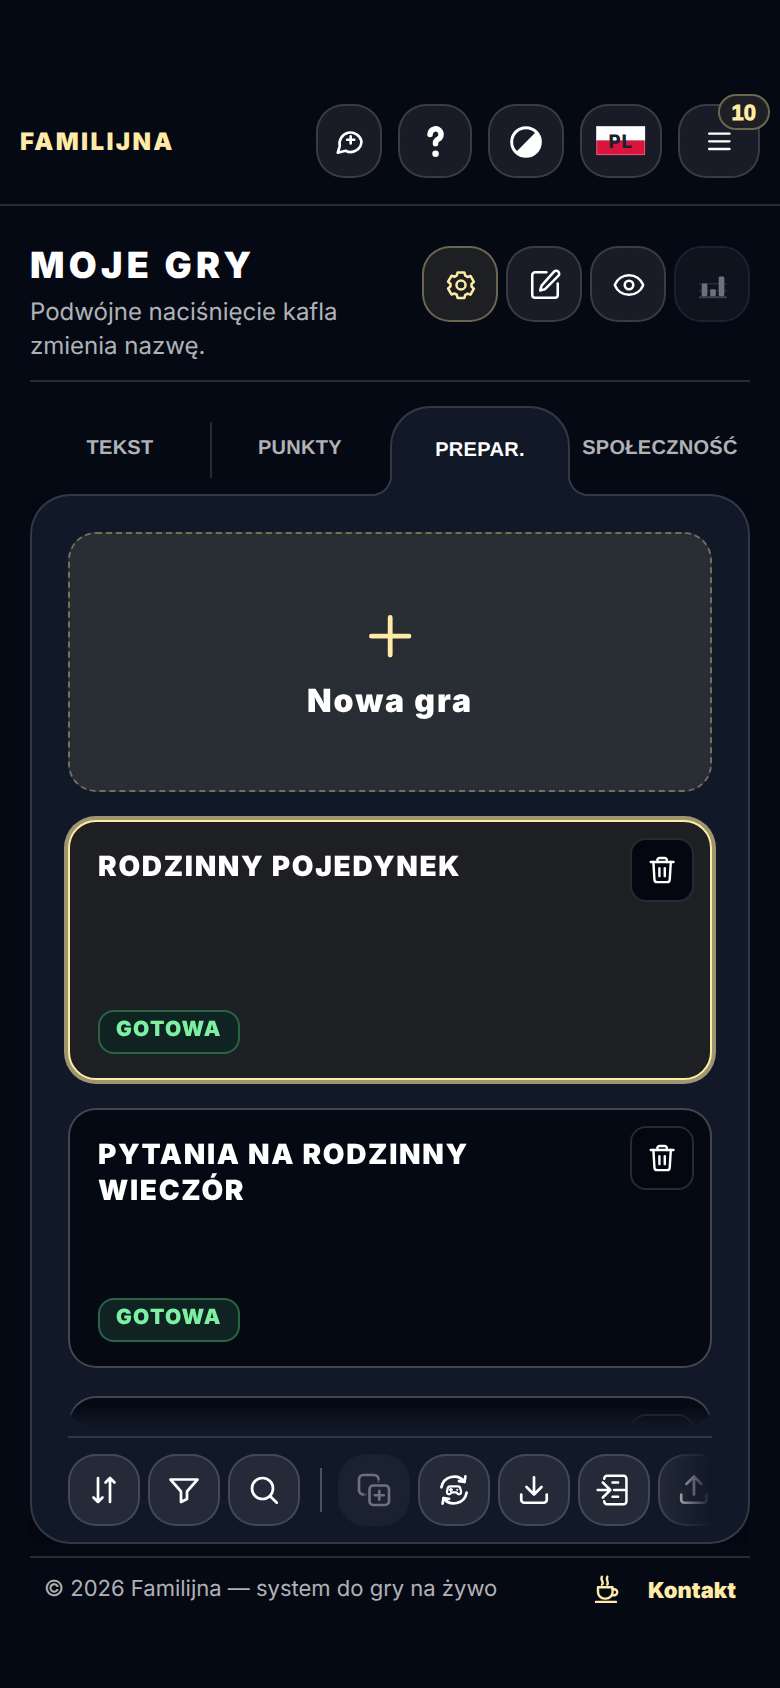 FAMILIJNA
PL
10
MOJE GRY
Podwójne naciśnięcie kafla
zmienia nazwę.
TEKST
PUNKTY
PREPAR.
SPOŁECZNOŚĆ
Nowa gra
RODZINNY POJEDYNEK
GOTOWA
PYTANIA NA RODZINNY
WIECZÓR
GOTOWA
© 2026 Familijna — system do gry na żywo
Kontakt